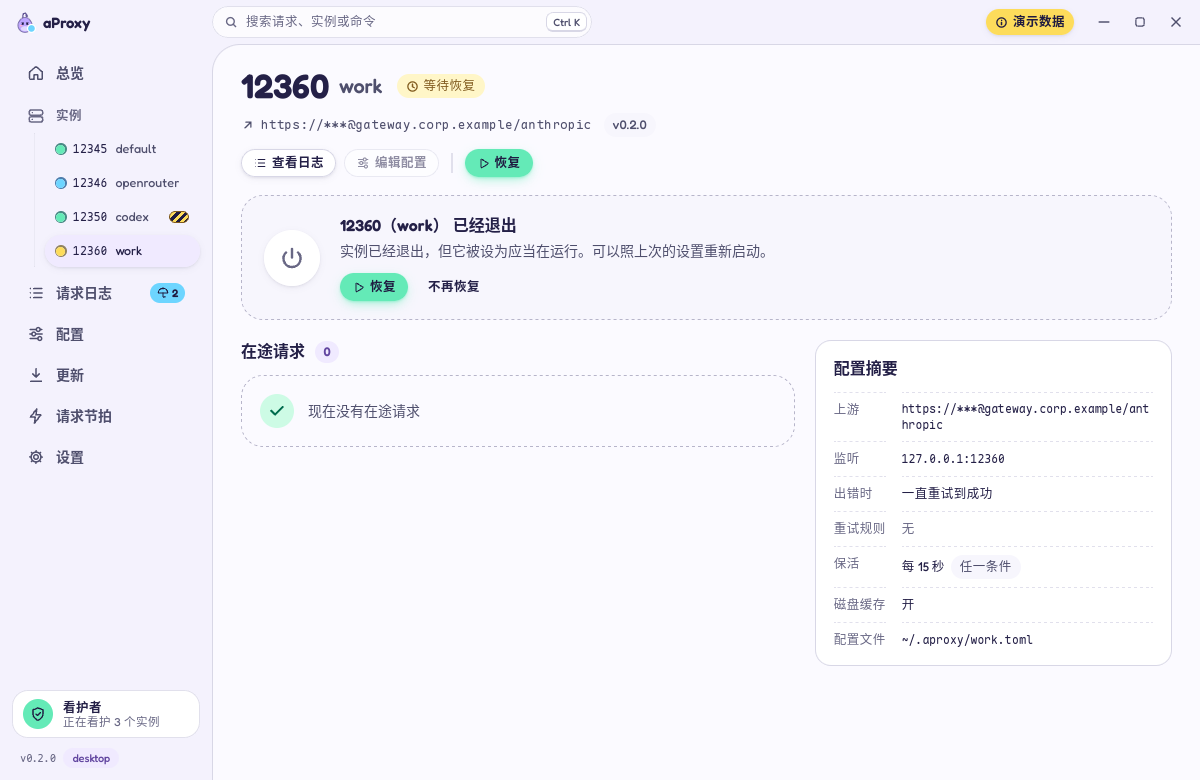 aProxy
搜索请求、实例或命令
Ctrl K
演示数据
总览
实例
12345 default
12346 openrouter
12350 codex
12360 work
请求日志
2
配置
更新
请求节拍
设置
看护者
正在看护 3 个实例
v0.2.0 desktop
12360 work 等待恢复
https://***@gateway.corp.example/anthropic v0.2.0
查看日志
编辑配置
恢复
12360（work） 已经退出
实例已经退出，但它被设为应当在运行。可以照上次的设置重新启动。
恢复
不再恢复
在途请求 0
现在没有在途请求
配置摘要
上游 https://***@gateway.corp.example/ant
hropic
监听 127.0.0.1:12360
出错时 一直重试到成功
重试规则 无
保活 每 15 秒 任一条件
磁盘缓存 开
配置文件 ~/.aproxy/work.toml